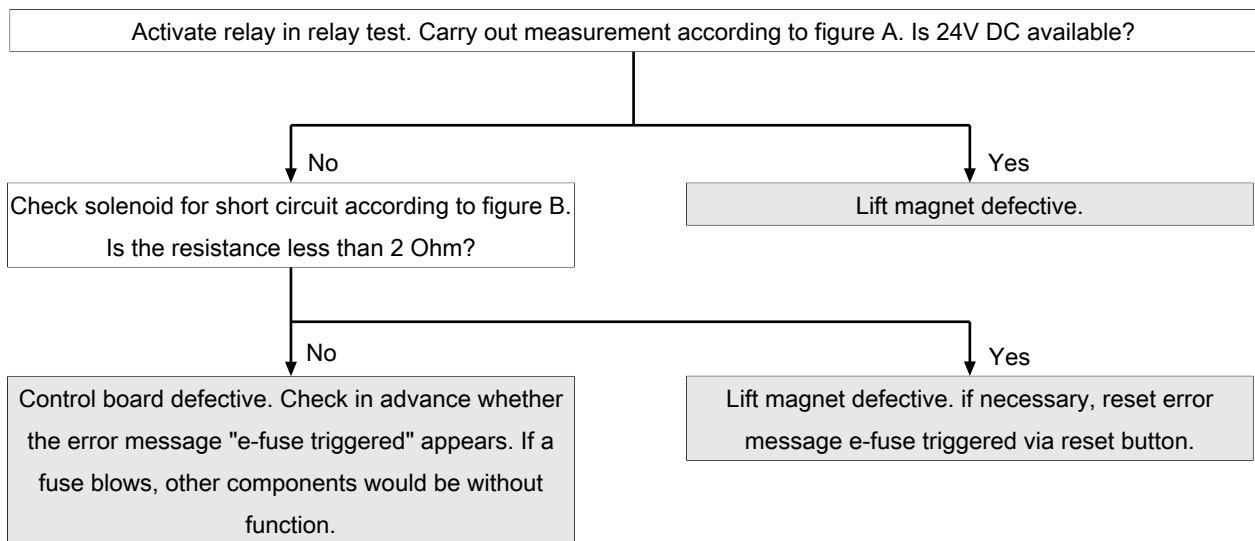 Activate relay in relay test. Carry out measurement according to figure A. Is 24V DC available?
No
Yes
Check solenoid for short circuit according to figure B.
Is the resistance less than 2 Ohm?
Lift magnet defective.
No
Yes
Control board defective. Check in advance whether
the error message "e-fuse triggered" appears. If a
fuse blows, other components would be without
function.
Lift magnet defective. if necessary, reset error
message e-fuse triggered via reset button.